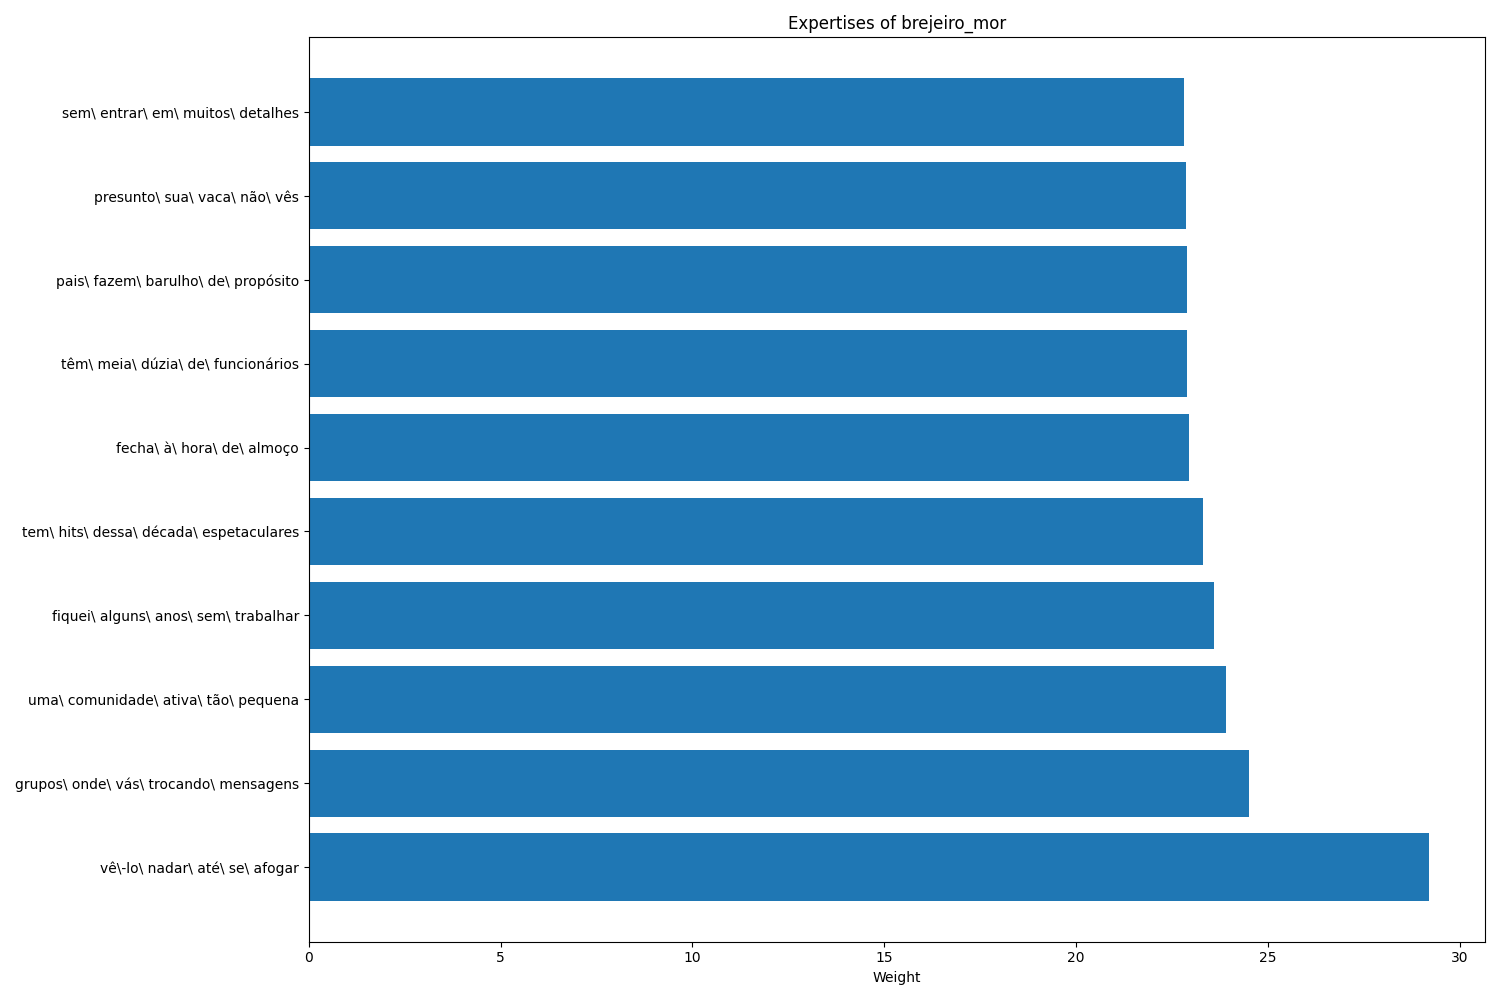 Expertises of brejeiro_mor
sem\ entrar\ em\ muitos\ detalhes
presunto\ sua\ vaca\ não\ vês
pais\ fazem\ barulho\ de\ propósito
têm\ meia\ dúzia\ de\ funcionários
fecha\ à\ hora\ de\ almoço
tem\ hits\ dessa\ década\ espetaculares
fiquei\ alguns\ anos\ sem\ trabalhar
uma\ comunidade\ ativa\ tão\ pequena
grupos\ onde\ vás\ trocando\ mensagens
vê\-lo\ nadar\ até\ se\ afogar
0 5 10 15 20 25 30
Weight